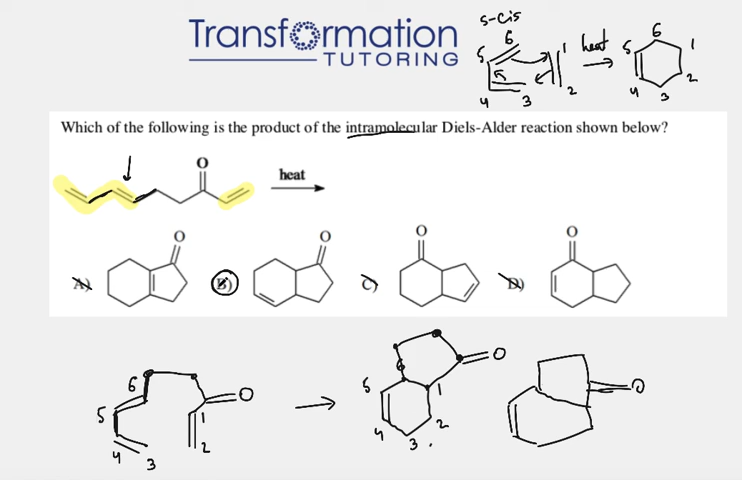 Transformation
TUTORING
s-cis
6
5 1 heat 5 6 1
4 3 2 4 3 2
Which of the following is the product of the intramolecular Diels-Alder reaction shown below?
O
heat
O O O O
A) B) C) D)
6 O 6 O O
5 1 5 1
4 3 2 4 3 2